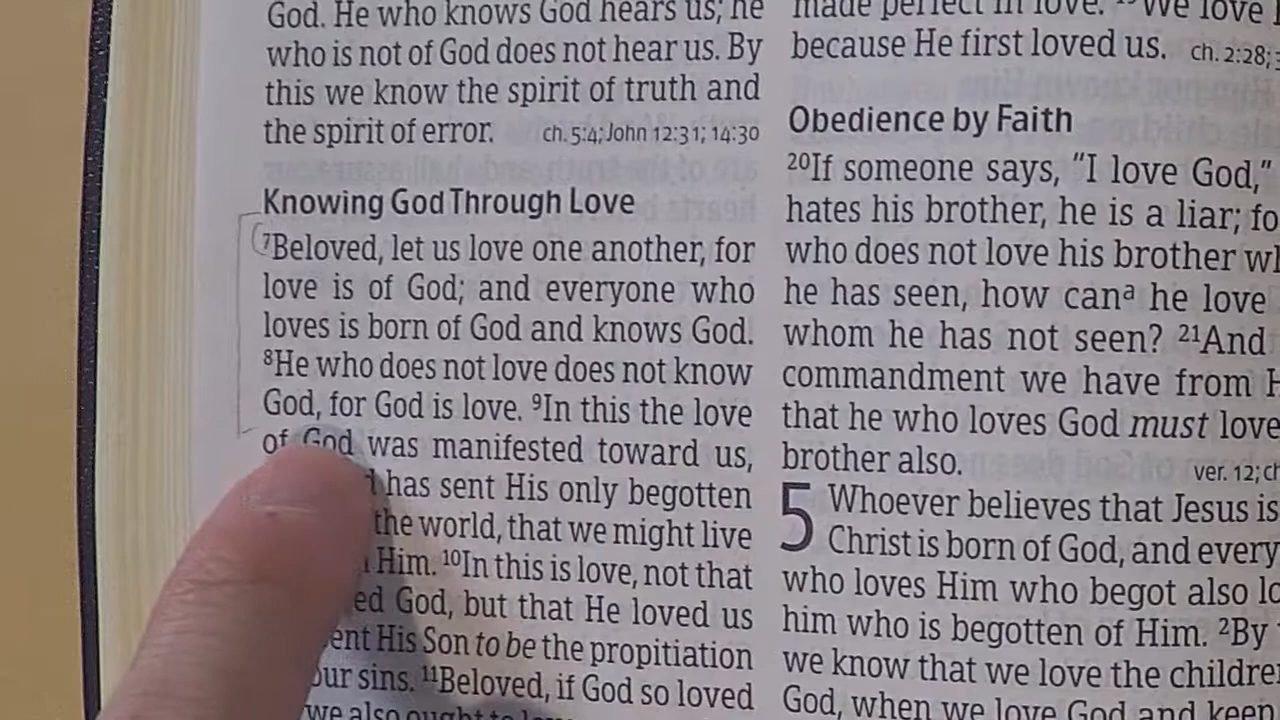 God. He who knows God hears us; he
who is not of God does not hear us. By
this we know the spirit of truth and
the spirit of error. ch. 5:4; John 12:31; 14:30
Knowing God Through Love
7Beloved, let us love one another, for
love is of God; and everyone who
loves is born of God and knows God.
8He who does not love does not know
God, for God is love. 9In this the love
of God was manifested toward us,
has sent His only begotten
the world, that we might live
Him. 10In this is love, not that
God, but that He loved us
His Son to be the propitiation
our sins. 11Beloved, if God so loved
we also ought to
made perfect in love. We love
because He first loved us. ch. 2:28;
Obedience by Faith
20If someone says, "I love God,"
hates his brother, he is a liar; fo
who does not love his brother
he has seen, how can a he love
whom he has not seen? 21And
commandment we have from
that he who loves God must love
brother also. ver. 12; ch
5 Whoever believes that Jesus is
Christ is born of God, and every
who loves Him who begot also
him who is begotten of Him. 2By
we know that we love the
God, when we love God and keep